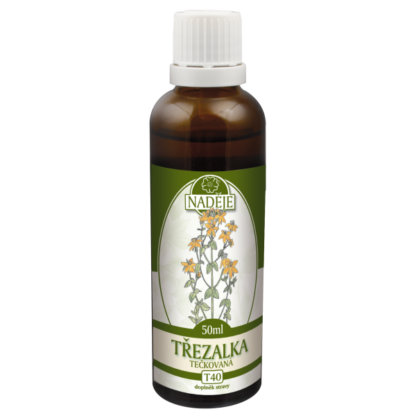 NADĚJE
50ml
TŘEZALKA
TEČKOVANÁ
T40
doplněk stravy